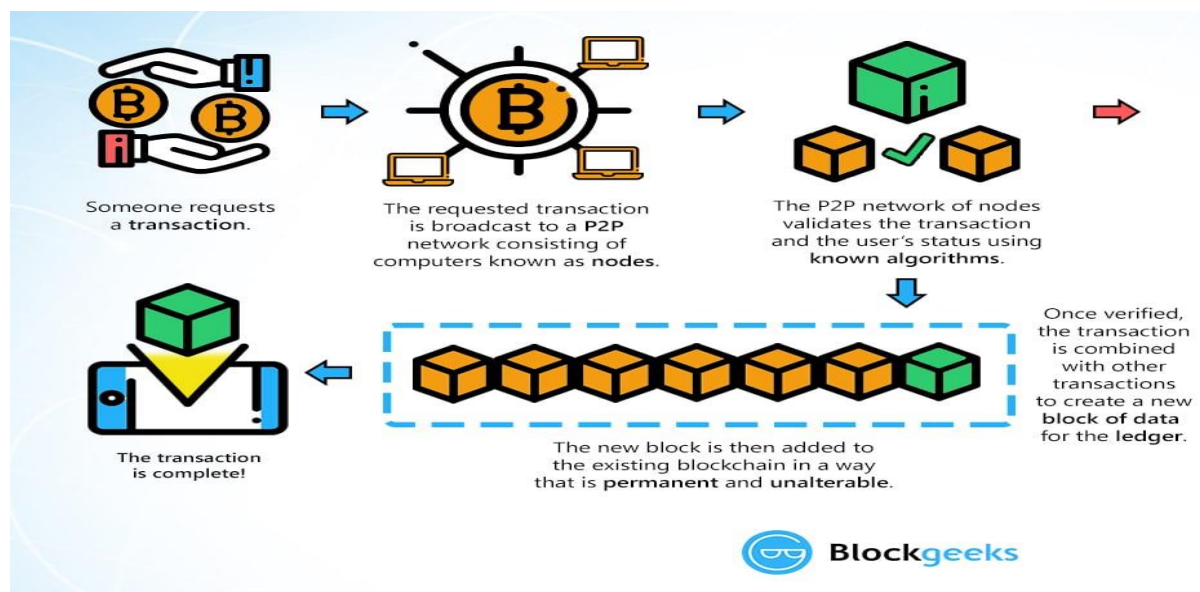 Someone requests
a transaction.
The requested transaction
is broadcast to a P2P
network consisting of
computers known as nodes.
The P2P network of nodes
validates the transaction
and the user's status using
known algorithms.
Once verified,
the transaction
is combined
with other
transactions
to create a new
block of data
for the ledger.
The new block is then added to
the existing blockchain in a way
that is permanent and unalterable.
The transaction
is complete!
Blockgeeks